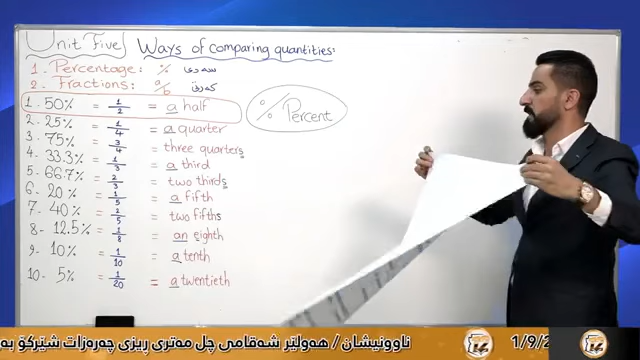 Unit Five Ways of comparing quantities:
1. Percentage: % سەدی
2. Fractions: % کەرتی
1- 50% = 1/2 = a half
2- 25% = 1/4 = a quarter
3- 75% = 3/4 = three quarters
4- 33.3% = 1/3 = a third
5- 66.7% = 2/3 = two thirds
6- 20% = 1/5 = a fifth
7- 40% = 2/5 = two fifths
8- 12.5% = 1/8 = an eighth
9- 10% = 1/10 = a tenth
10- 5% = 1/20 = a twentieth
% Percent
ناوونیشان / هەولێر شەقامی چل مەتری ڕیزی چەرەزات شێرکۆ بە
1/9/2